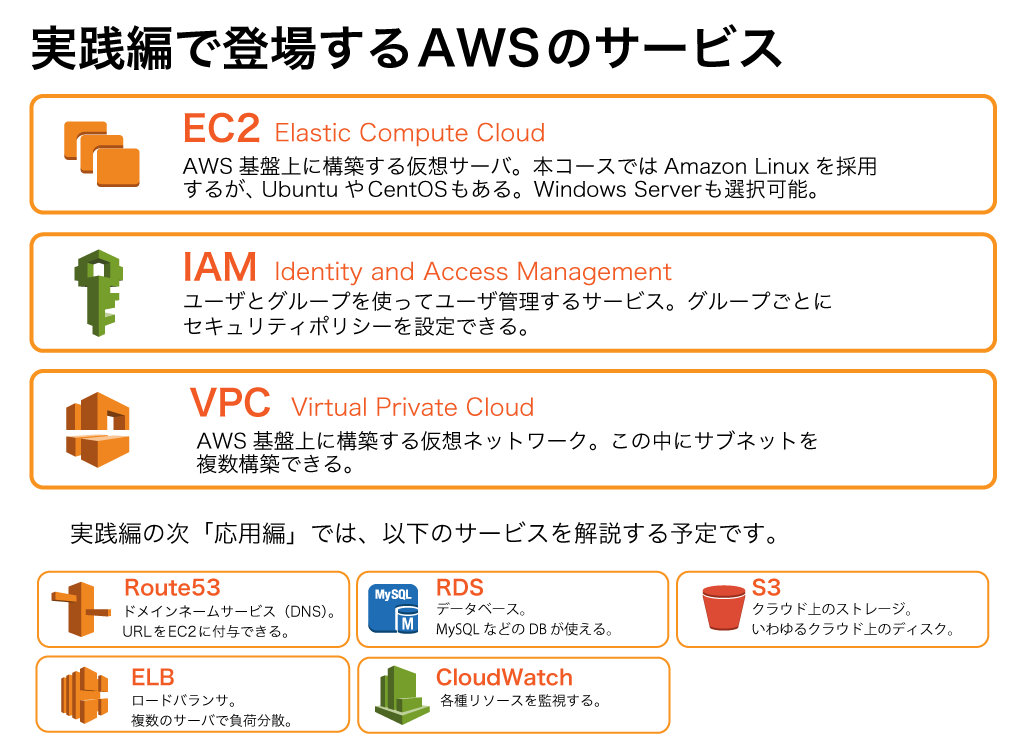 実践編で登場するAWSのサービス
EC2 Elastic Compute Cloud
AWS 基盤上に構築する仮想サーバ。本コースでは Amazon Linux を採用
するが、Ubuntu や CentOS もある。Windows Server も選択可能。
IAM Identity and Access Management
ユーザとグループを使ってユーザ管理するサービス。グループごとに
セキュリティポリシーを設定できる。
VPC Virtual Private Cloud
AWS 基盤上に構築する仮想ネットワーク。この中にサブネットを
複数構築できる。
実践編の次「応用編」では、以下のサービスを解説する予定です。
Route53
ドメインネームサービス（DNS）。
URLをEC2に付与できる。
MySQL
M
RDS
データベース。
MySQL などの DB が使える。
S3
クラウド上のストレージ。
いわゆるクラウド上のディスク。
ELB
ロードバランサ。
複数のサーバで負荷分散。
CloudWatch
各種リソースを監視する。